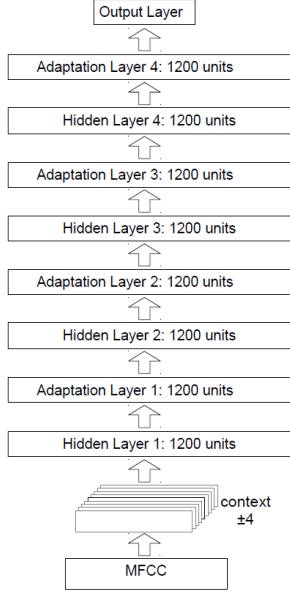 Output Layer
Adaptation Layer 4: 1200 units
Hidden Layer 4: 1200 units
Adaptation Layer 3: 1200 units
Hidden Layer 3: 1200 units
Adaptation Layer 2: 1200 units
Hidden Layer 2: 1200 units
Adaptation Layer 1: 1200 units
Hidden Layer 1: 1200 units
context
±4
MFCC